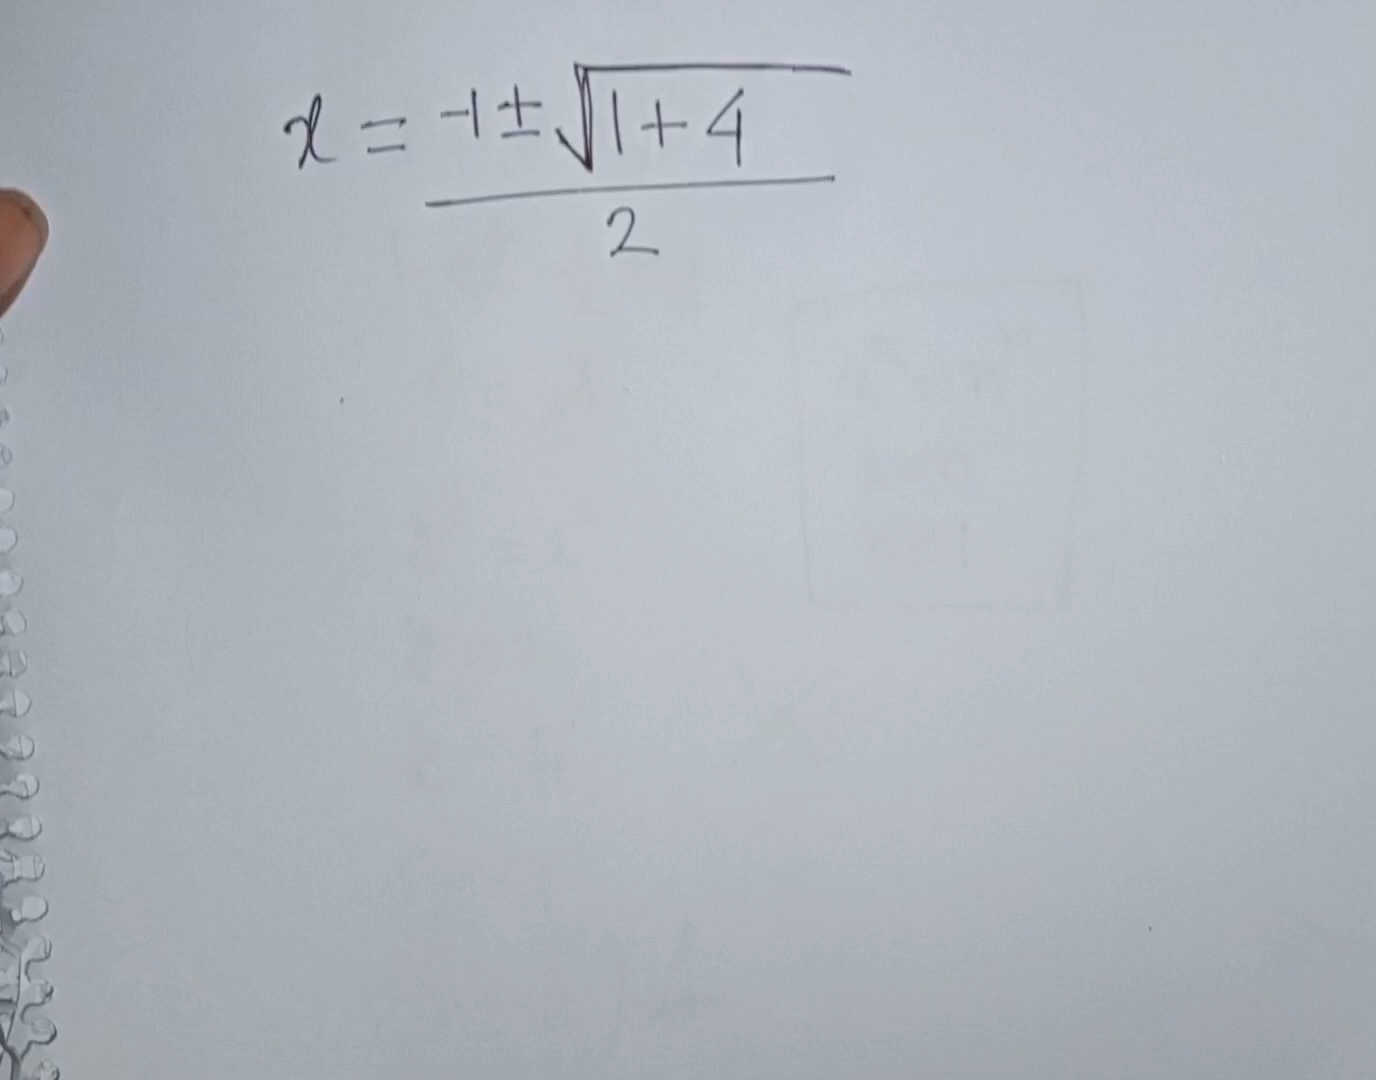 x = -1 ± √1+4
2